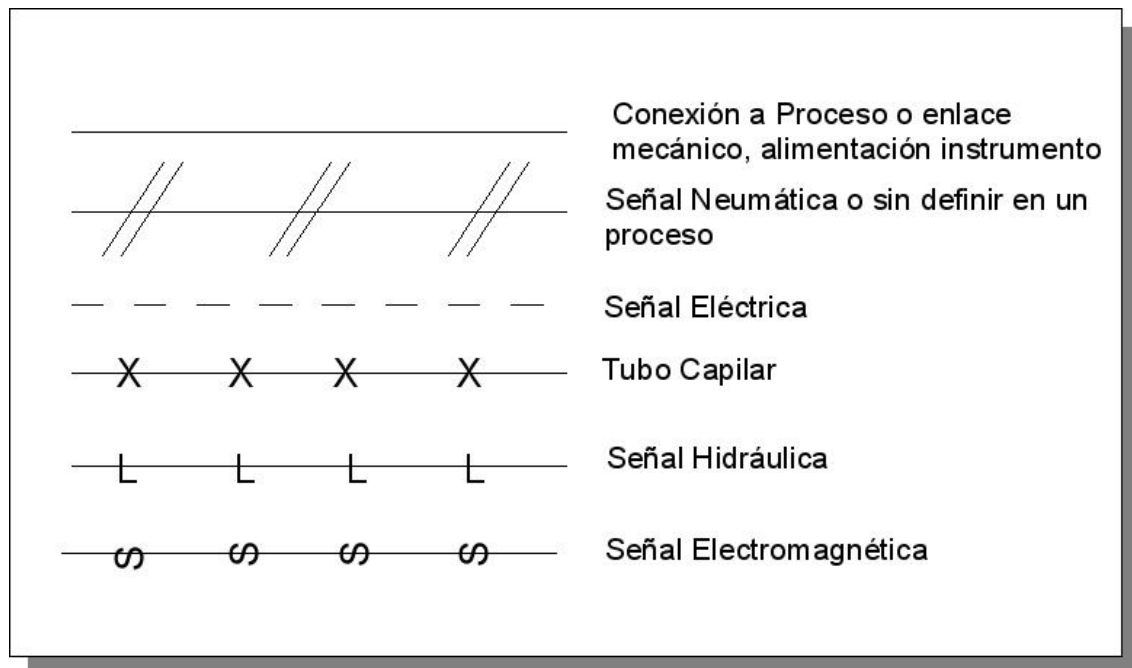 Conexión a Proceso o enlace
mecánico, alimentación instrumento
Señal Neumática o sin definir en un
proceso
Señal Eléctrica
X X X X Tubo Capilar
L L L L Señal Hidráulica
S S S S Señal Electromagnética